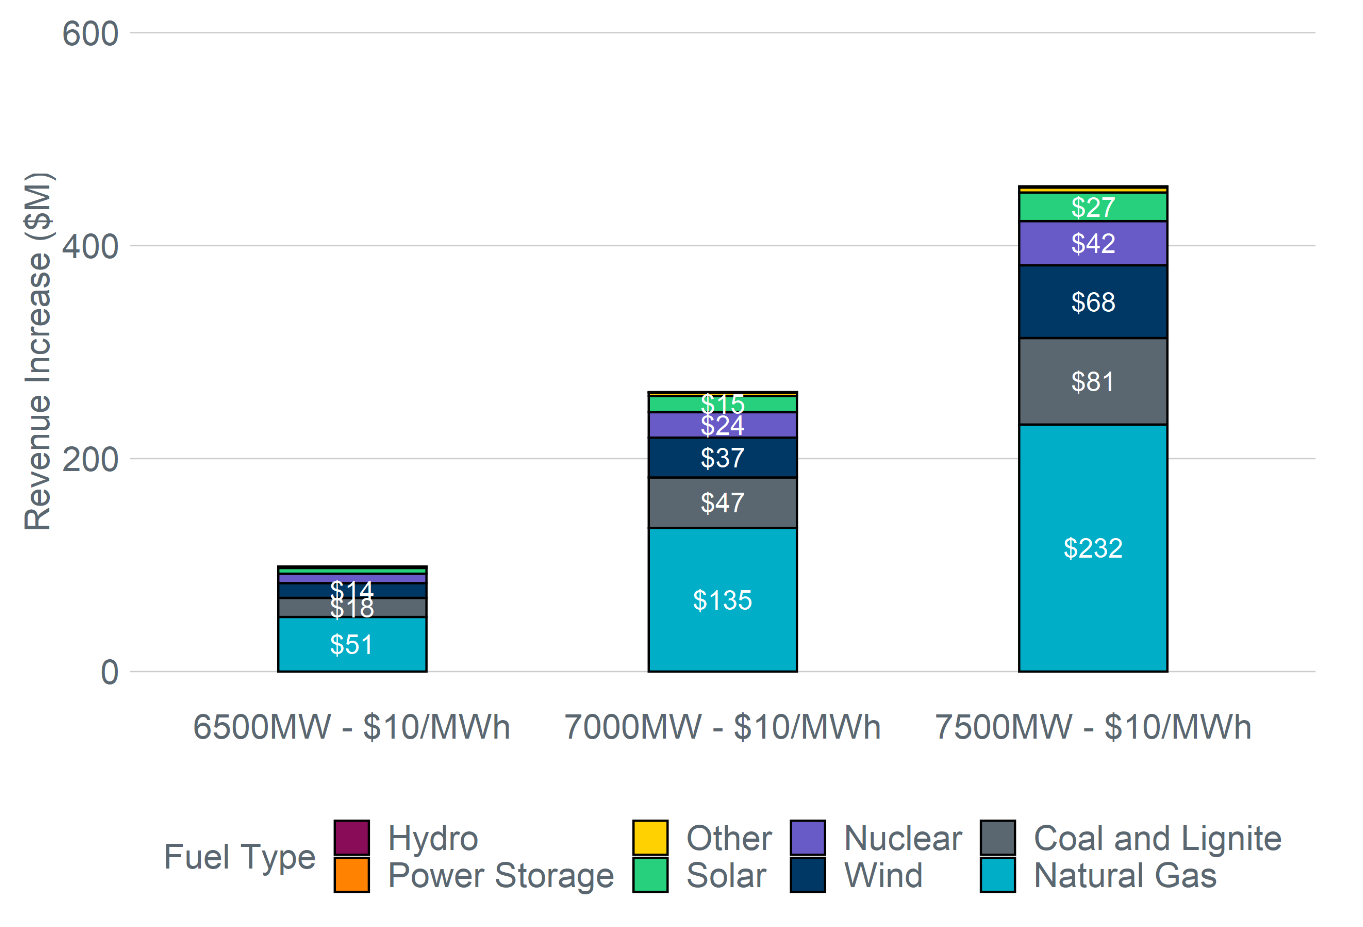 600
400
200
0
Revenue Increase ($M)
$14
$18
$51
$15
$24
$37
$47
$135
$27
$42
$68
$81
$232
6500MW - $10/MWh
7000MW - $10/MWh
7500MW - $10/MWh
Fuel Type
Hydro
Power Storage
Other
Solar
Nuclear
Wind
Coal and Lignite
Natural Gas